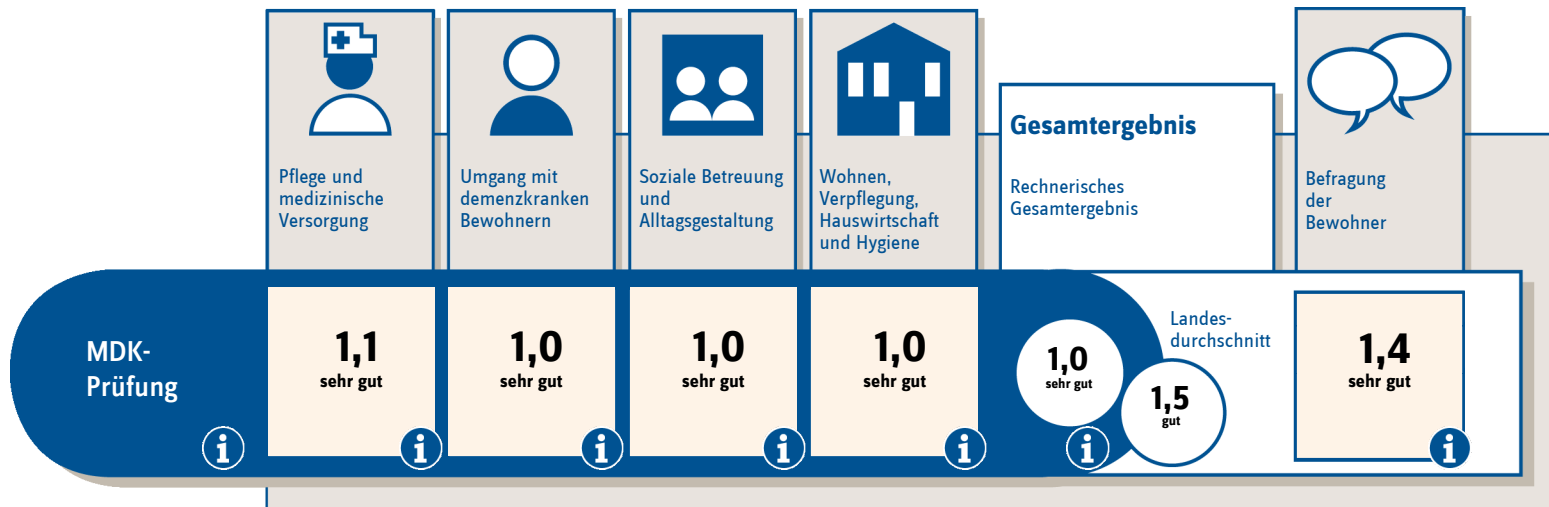 Pflege und
medizinische
Versorgung
Umgang mit
demenzkranken
Bewohnern
Soziale Betreuung
und
Alltagsgestaltung
Wohnen,
Verpflegung,
Hauswirtschaft
und Hygiene
Gesamtergebnis
Rechnerisches
Gesamtergebnis
Befragung
der
Bewohner
MDK-
Prüfung
i
1,1
sehr gut
i
1,0
sehr gut
i
1,0
sehr gut
i
1,0
sehr gut
i
1,0
sehr gut
i
Landes-
durchschnitt
1,5
gut
1,4
sehr gut
i